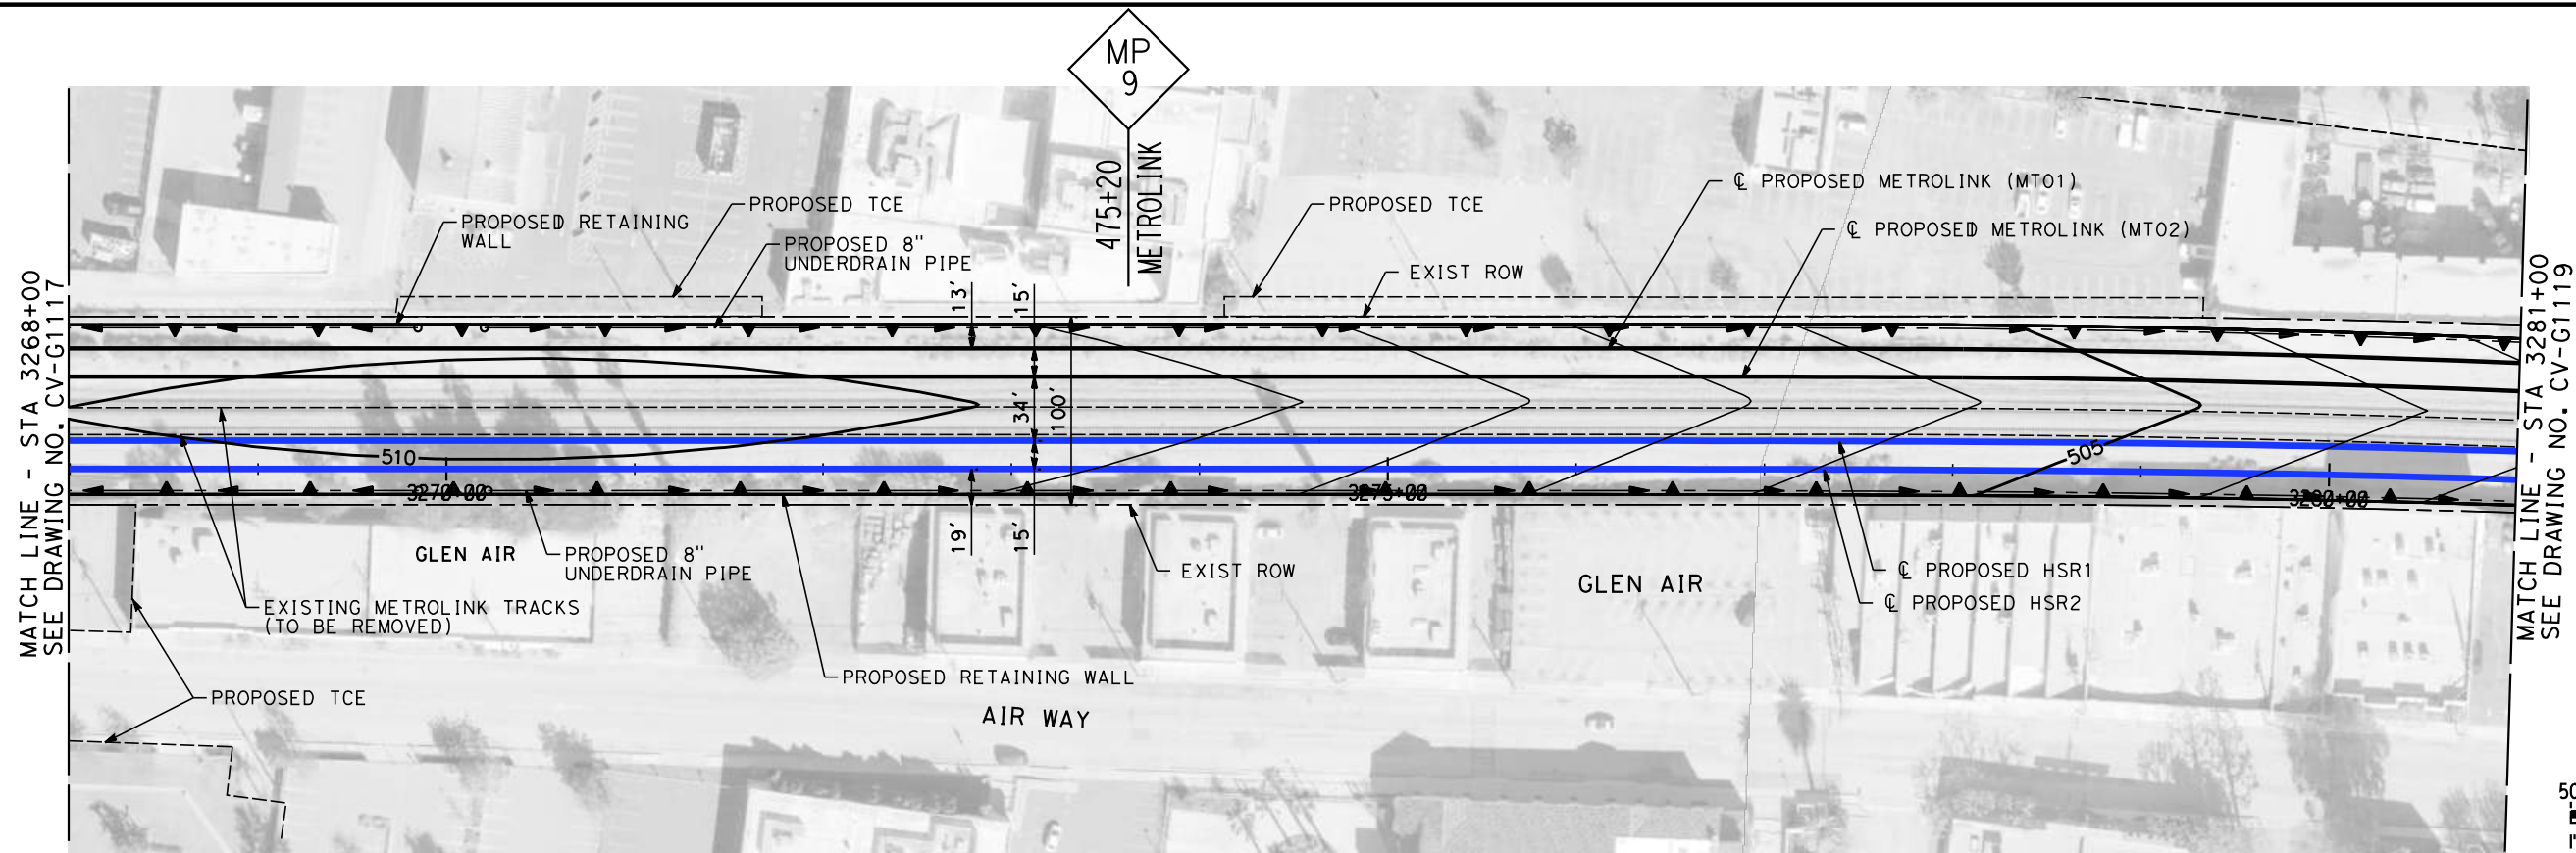 MP
9
475+20
METROLINK
MATCH LINE - STA 3268+00
SEE DRAWING NO. CV-G1117
PROPOSED RETAINING
WALL
PROPOSED TCE
PROPOSED 8"
UNDERDRAIN PIPE
PROPOSED TCE
EXIST ROW
℄ PROPOSED METROLINK (MT01)
℄ PROPOSED METROLINK (MT02)
MATCH LINE - STA 3281+00
SEE DRAWING NO. CV-G1119
13'
15'
34'
100'
510
505
3270+00
3275+00
3280+00
19'
15'
GLEN AIR
PROPOSED 8"
UNDERDRAIN PIPE
EXIST ROW
GLEN AIR
℄ PROPOSED HSR1
℄ PROPOSED HSR2
EXISTING METROLINK TRACKS
(TO BE REMOVED)
PROPOSED RETAINING WALL
PROPOSED TCE
AIR WAY
50